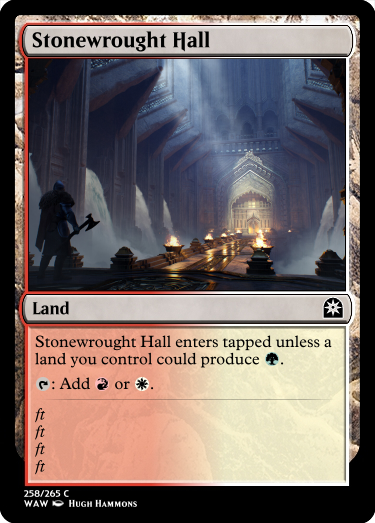 Stonewrought Hall
Land
Stonewrought Hall enters tapped unless a
land you control could produce G.
T: Add R or W.
ft
ft
ft
ft
258/265 C
WAW Hugh Hammons